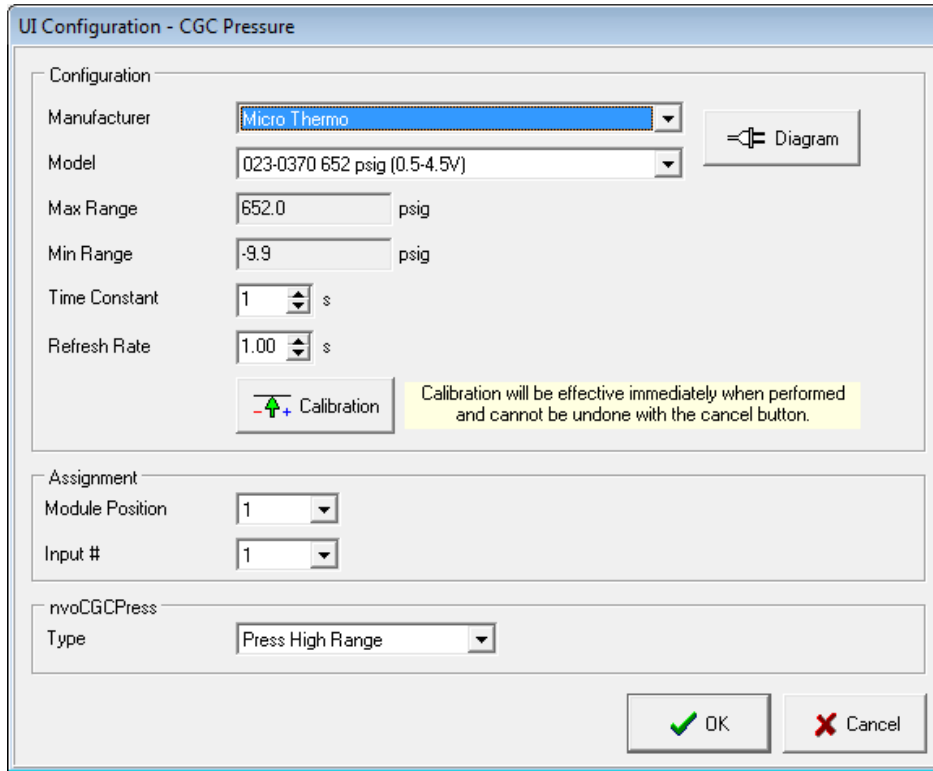 UI Configuration - CGC Pressure
Configuration
Manufacturer Micro Thermo
Diagram
Model 023-0370 652 psig (0.5-4.5V)
Max Range 652.0 psig
Min Range -9.9 psig
Time Constant 1 s
Refresh Rate 1.00 s
- + Calibration
Calibration will be effective immediately when performed
and cannot be undone with the cancel button.
Assignment
Module Position 1
Input # 1
nvoCGCPress
Type Press High Range
OK Cancel